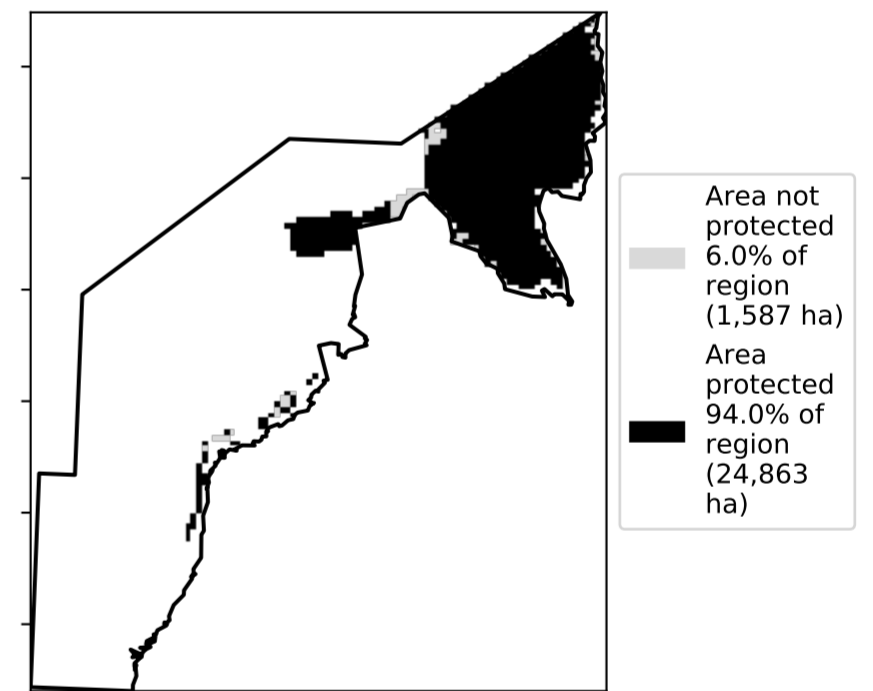 Area not
protected
6.0% of
region
(1,587 ha)
Area
protected
94.0% of
region
(24,863
ha)